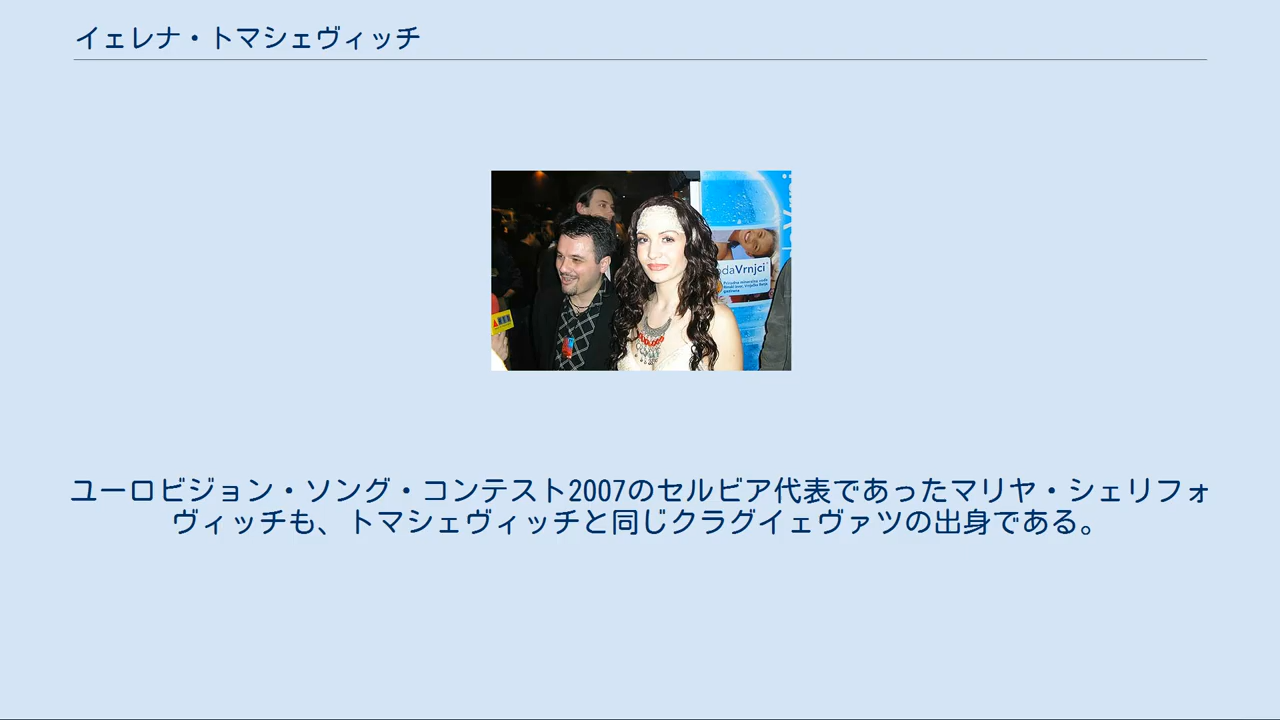 イェレナ・トマシェヴィッチ
odaVrnjci
ユーロビジョン・ソング・コンテスト2007のセルビア代表であったマリヤ・シェリフォ
ヴィッチも、トマシェヴィッチと同じクラグイェヴァツの出身である。